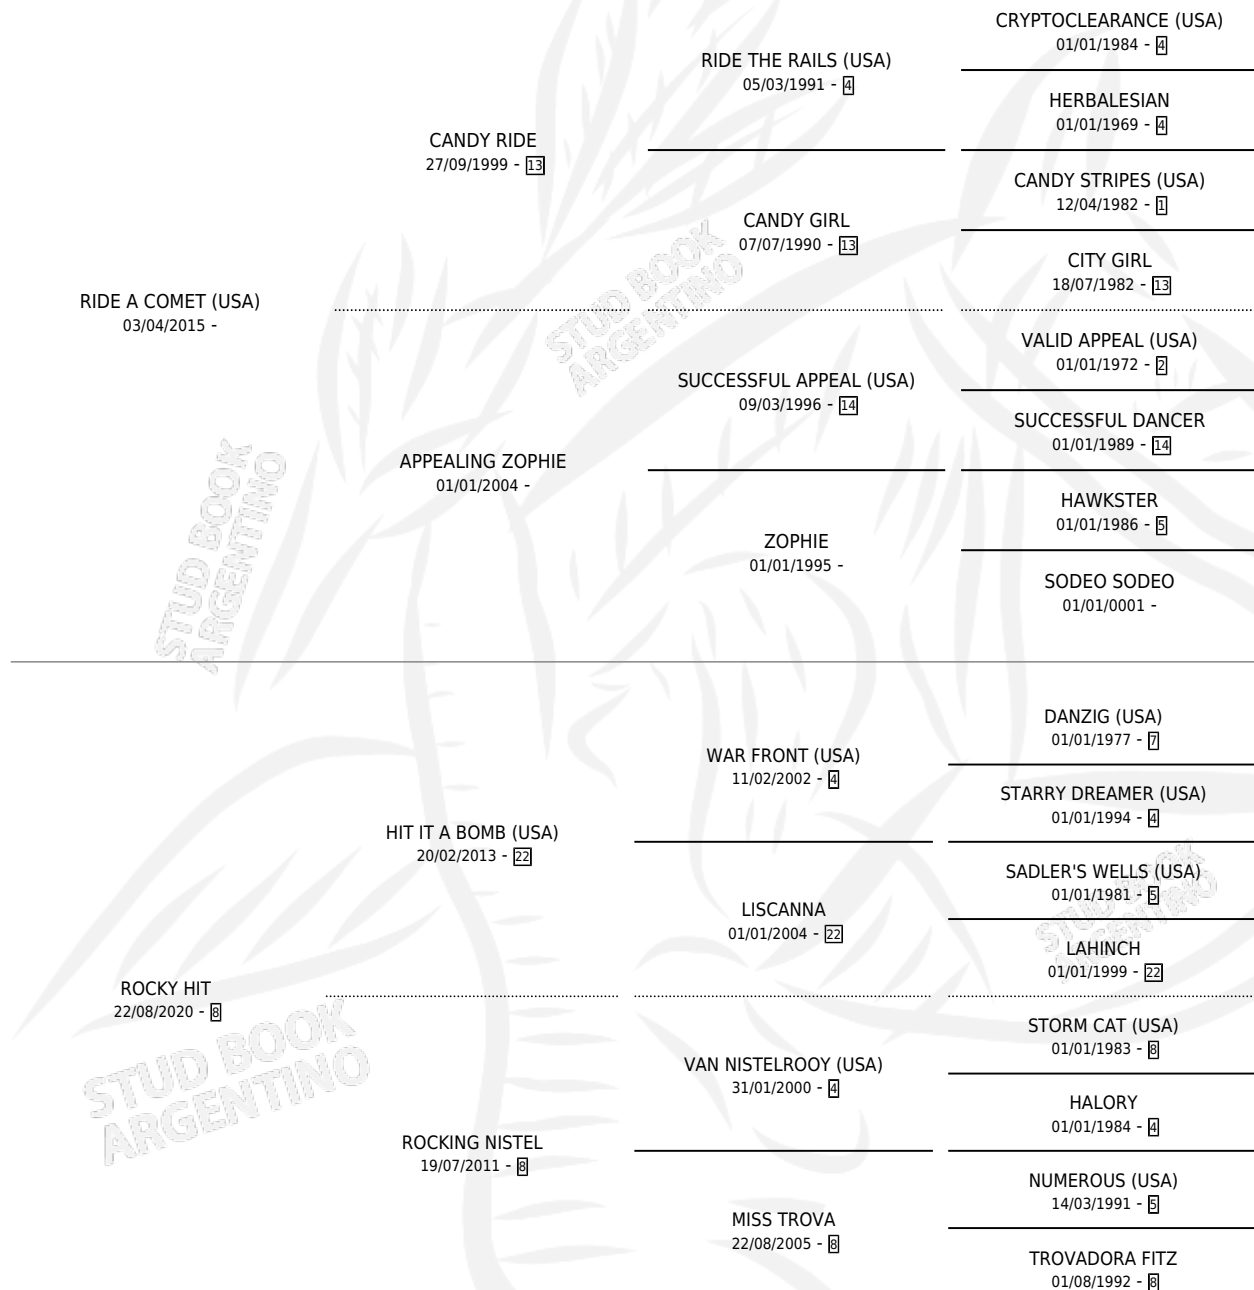 CRYPTOCLEARANCE (USA)
01/01/1984 - 4
RIDE THE RAILS (USA)
05/03/1991 - 4
HERBALESIAN
01/01/1969 - 4
CANDY RIDE
27/09/1999 - 13
CANDY STRIPES (USA)
12/04/1982 - 1
CANDY GIRL
07/07/1990 - 13
CITY GIRL
18/07/1982 - 13
RIDE A COMET (USA)
03/04/2015 -
VALID APPEAL (USA)
01/01/1972 - 2
SUCCESSFUL APPEAL (USA)
09/03/1996 - 14
SUCCESSFUL DANCER
01/01/1989 - 14
APPEALING ZOPHIE
01/01/2004 -
HAWKSTER
01/01/1986 - 5
ZOPHIE
01/01/1995 -
SODEO SODEO
01/01/0001 -
DANZIG (USA)
01/01/1977 - 7
WAR FRONT (USA)
11/02/2002 - 4
STARRY DREAMER (USA)
01/01/1994 - 4
HIT IT A BOMB (USA)
20/02/2013 - 22
SADLER'S WELLS (USA)
01/01/1981 - 5
LISCANNA
01/01/2004 - 22
LAHINCH
01/01/1999 - 22
ROCKY HIT
22/08/2020 - 8
STORM CAT (USA)
01/01/1983 - 8
VAN NISTELROOY (USA)
31/01/2000 - 4
HALORY
01/01/1984 - 4
ROCKING NISTEL
19/07/2011 - 8
NUMEROUS (USA)
14/03/1991 - 5
MISS TROVA
22/08/2005 - 8
TROVADORA FITZ
01/08/1992 - 8
STUD BOOK
ARGENTINO
STUD BOOK
ARGENTINO
STUD BOOK
ARGENTINO
STUD BOOK
ARGENTINO